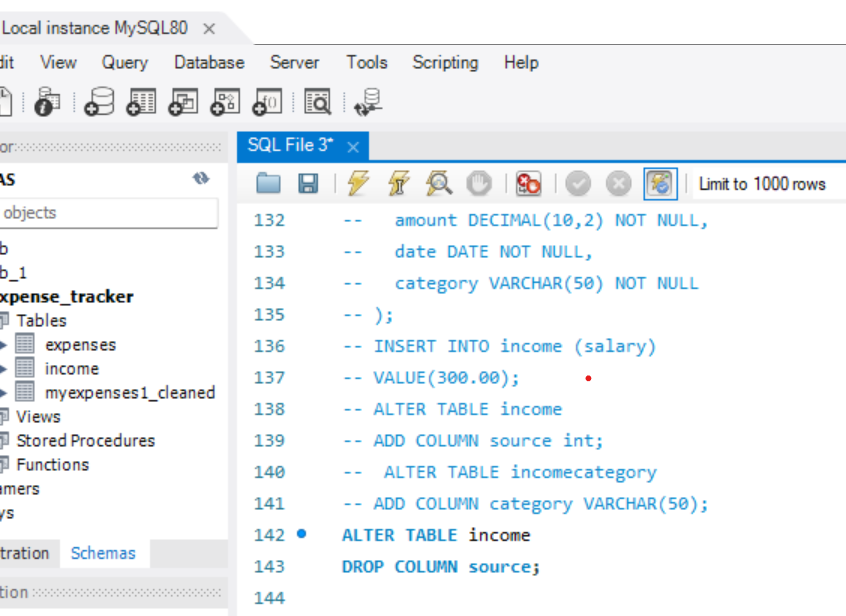 Local instance MySQL80
dit View Query Database Server Tools Scripting Help
or
SQL File 3*
AS
Limit to 1000 rows
objects
b
b_1
xpense_tracker
Tables
expenses
income
myexpenses1_cleaned
Views
Stored Procedures
Functions
amers
ys
tration Schemas
tion
132 -- amount DECIMAL(10,2) NOT NULL,
133 -- date DATE NOT NULL,
134 -- category VARCHAR(50) NOT NULL
135 -- );
136 -- INSERT INTO income (salary)
137 -- VALUE(300.00);
138 -- ALTER TABLE income
139 -- ADD COLUMN source int;
140 -- ALTER TABLE incomecategory
141 -- ADD COLUMN category VARCHAR(50);
142 ALTER TABLE income
143 DROP COLUMN source;
144